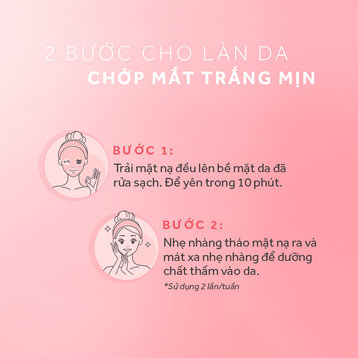 2 BƯỚC CHO LÀN DA
CHỚP MẮT TRẮNG MỊN
BƯỚC 1:
Trải mặt nạ đều lên bề mặt da đã
rửa sạch. Để yên trong 10 phút.
BƯỚC 2:
Nhẹ nhàng tháo mặt nạ ra và
mát xa nhẹ nhàng để dưỡng
chất thấm vào da.
*Sử dụng 2 lần/tuần